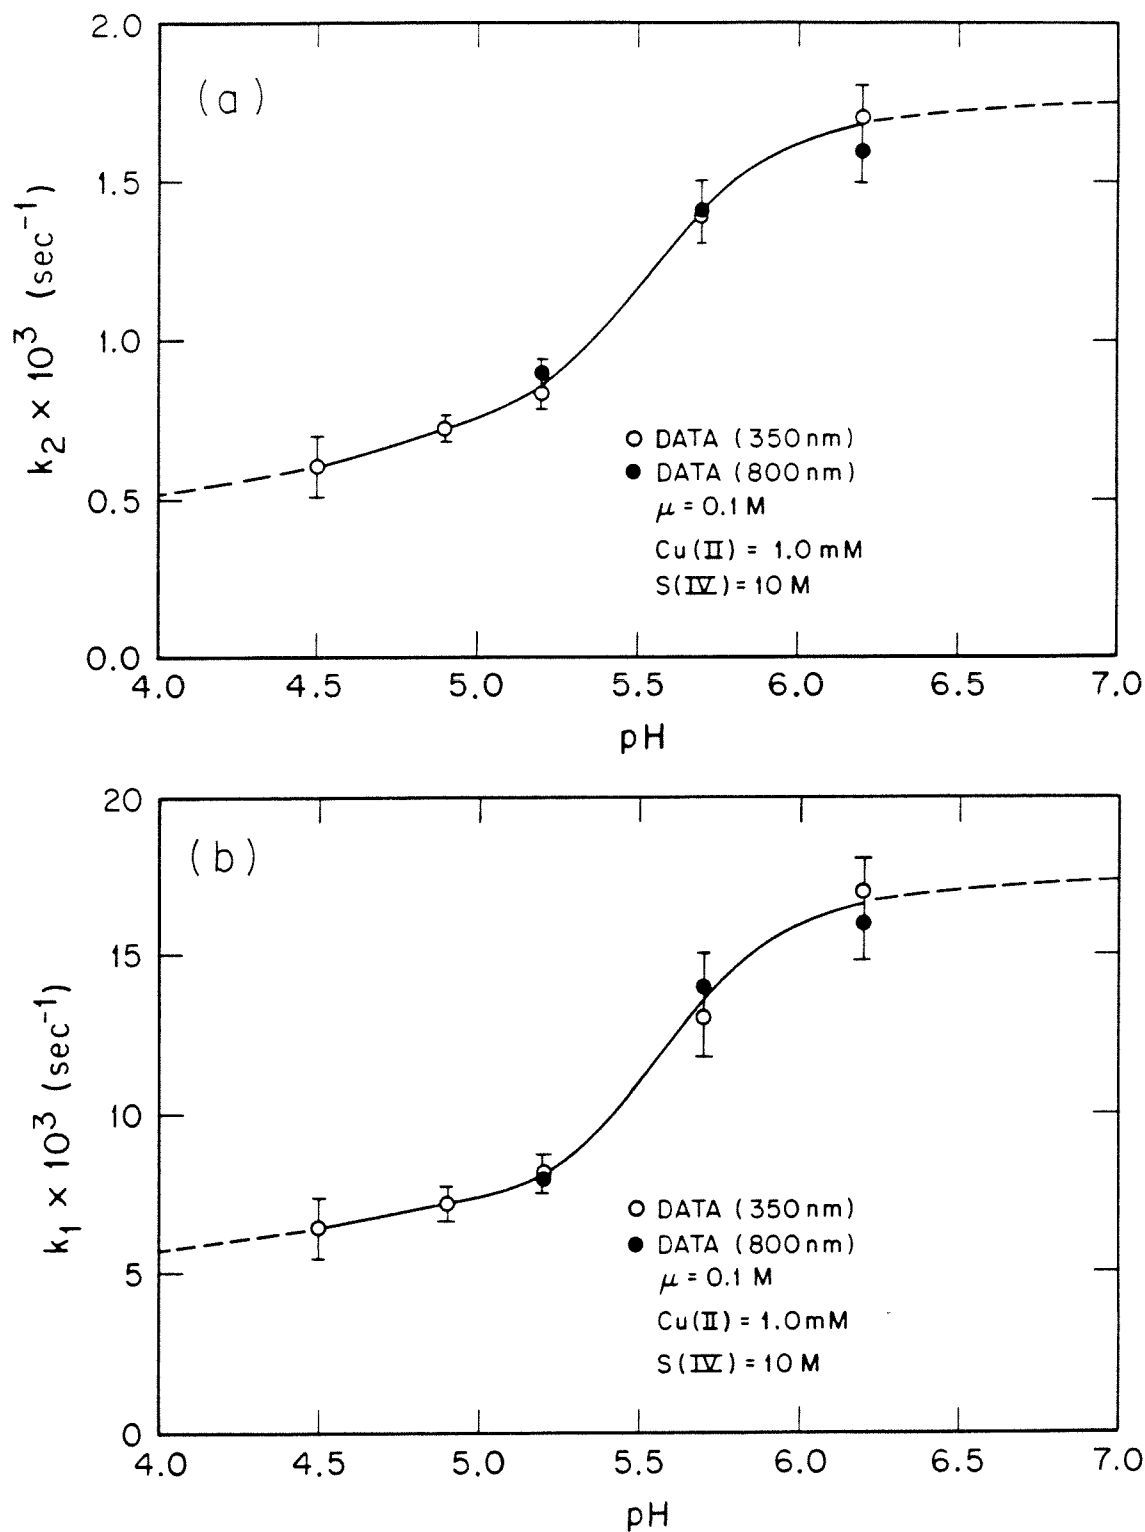 (a)
2.0
1.5
1.0
0.5
0.0
k₂ × 10³ (sec⁻¹)
○ DATA (350nm)
● DATA (800nm)
μ = 0.1 M
Cu(II) = 1.0 mM
S(IV) = 10 M
4.0 4.5 5.0 5.5 6.0 6.5 7.0
pH
(b)
20
15
10
5
0
k₁ × 10³ (sec⁻¹)
○ DATA (350nm)
● DATA (800nm)
μ = 0.1 M
Cu(II) = 1.0mM
S(IV) = 10 M
4.0 4.5 5.0 5.5 6.0 6.5 7.0
pH